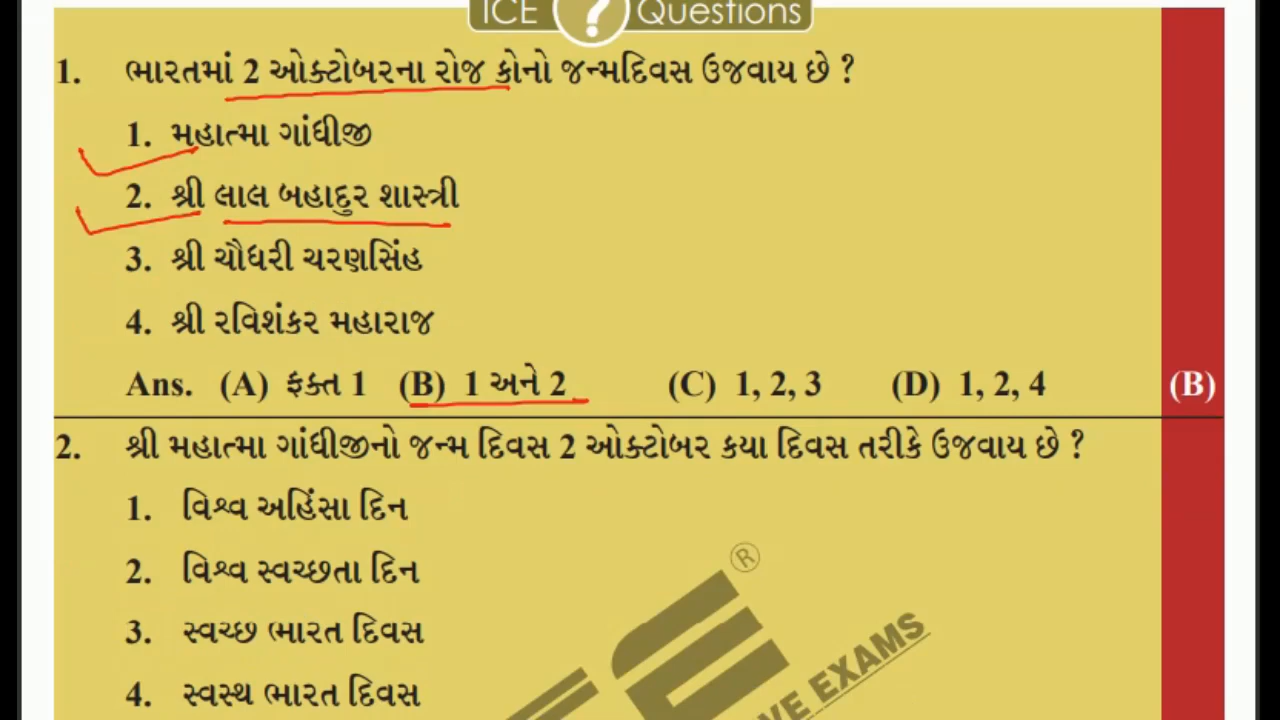 ICE ? Questions
1. ભારતમાં 2 ઓક્ટોબરના રોજ કોનો જન્મદિવસ ઉજવાય છે ?
1. મહાત્મા ગાંધીજી
2. શ્રી લાલ બહાદુર શાસ્ત્રી
3. શ્રી ચૌધરી ચરણસિંહ
4. શ્રી રવિશંકર મહારાજ
Ans. (A) ફક્ત 1 (B) 1 અને 2 (C) 1, 2, 3 (D) 1, 2, 4 (B)
2. શ્રી મહાત્મા ગાંધીજીનો જન્મ દિવસ 2 ઓક્ટોબર કયા દિવસ તરીકે ઉજવાય છે ?
1. વિશ્વ અહિંસા દિન
2. વિશ્વ સ્વચ્છતા દિન
3. સ્વચ્છ ભારત દિવસ
4. સ્વસ્થ ભારત દિવસ
®
EXAMS